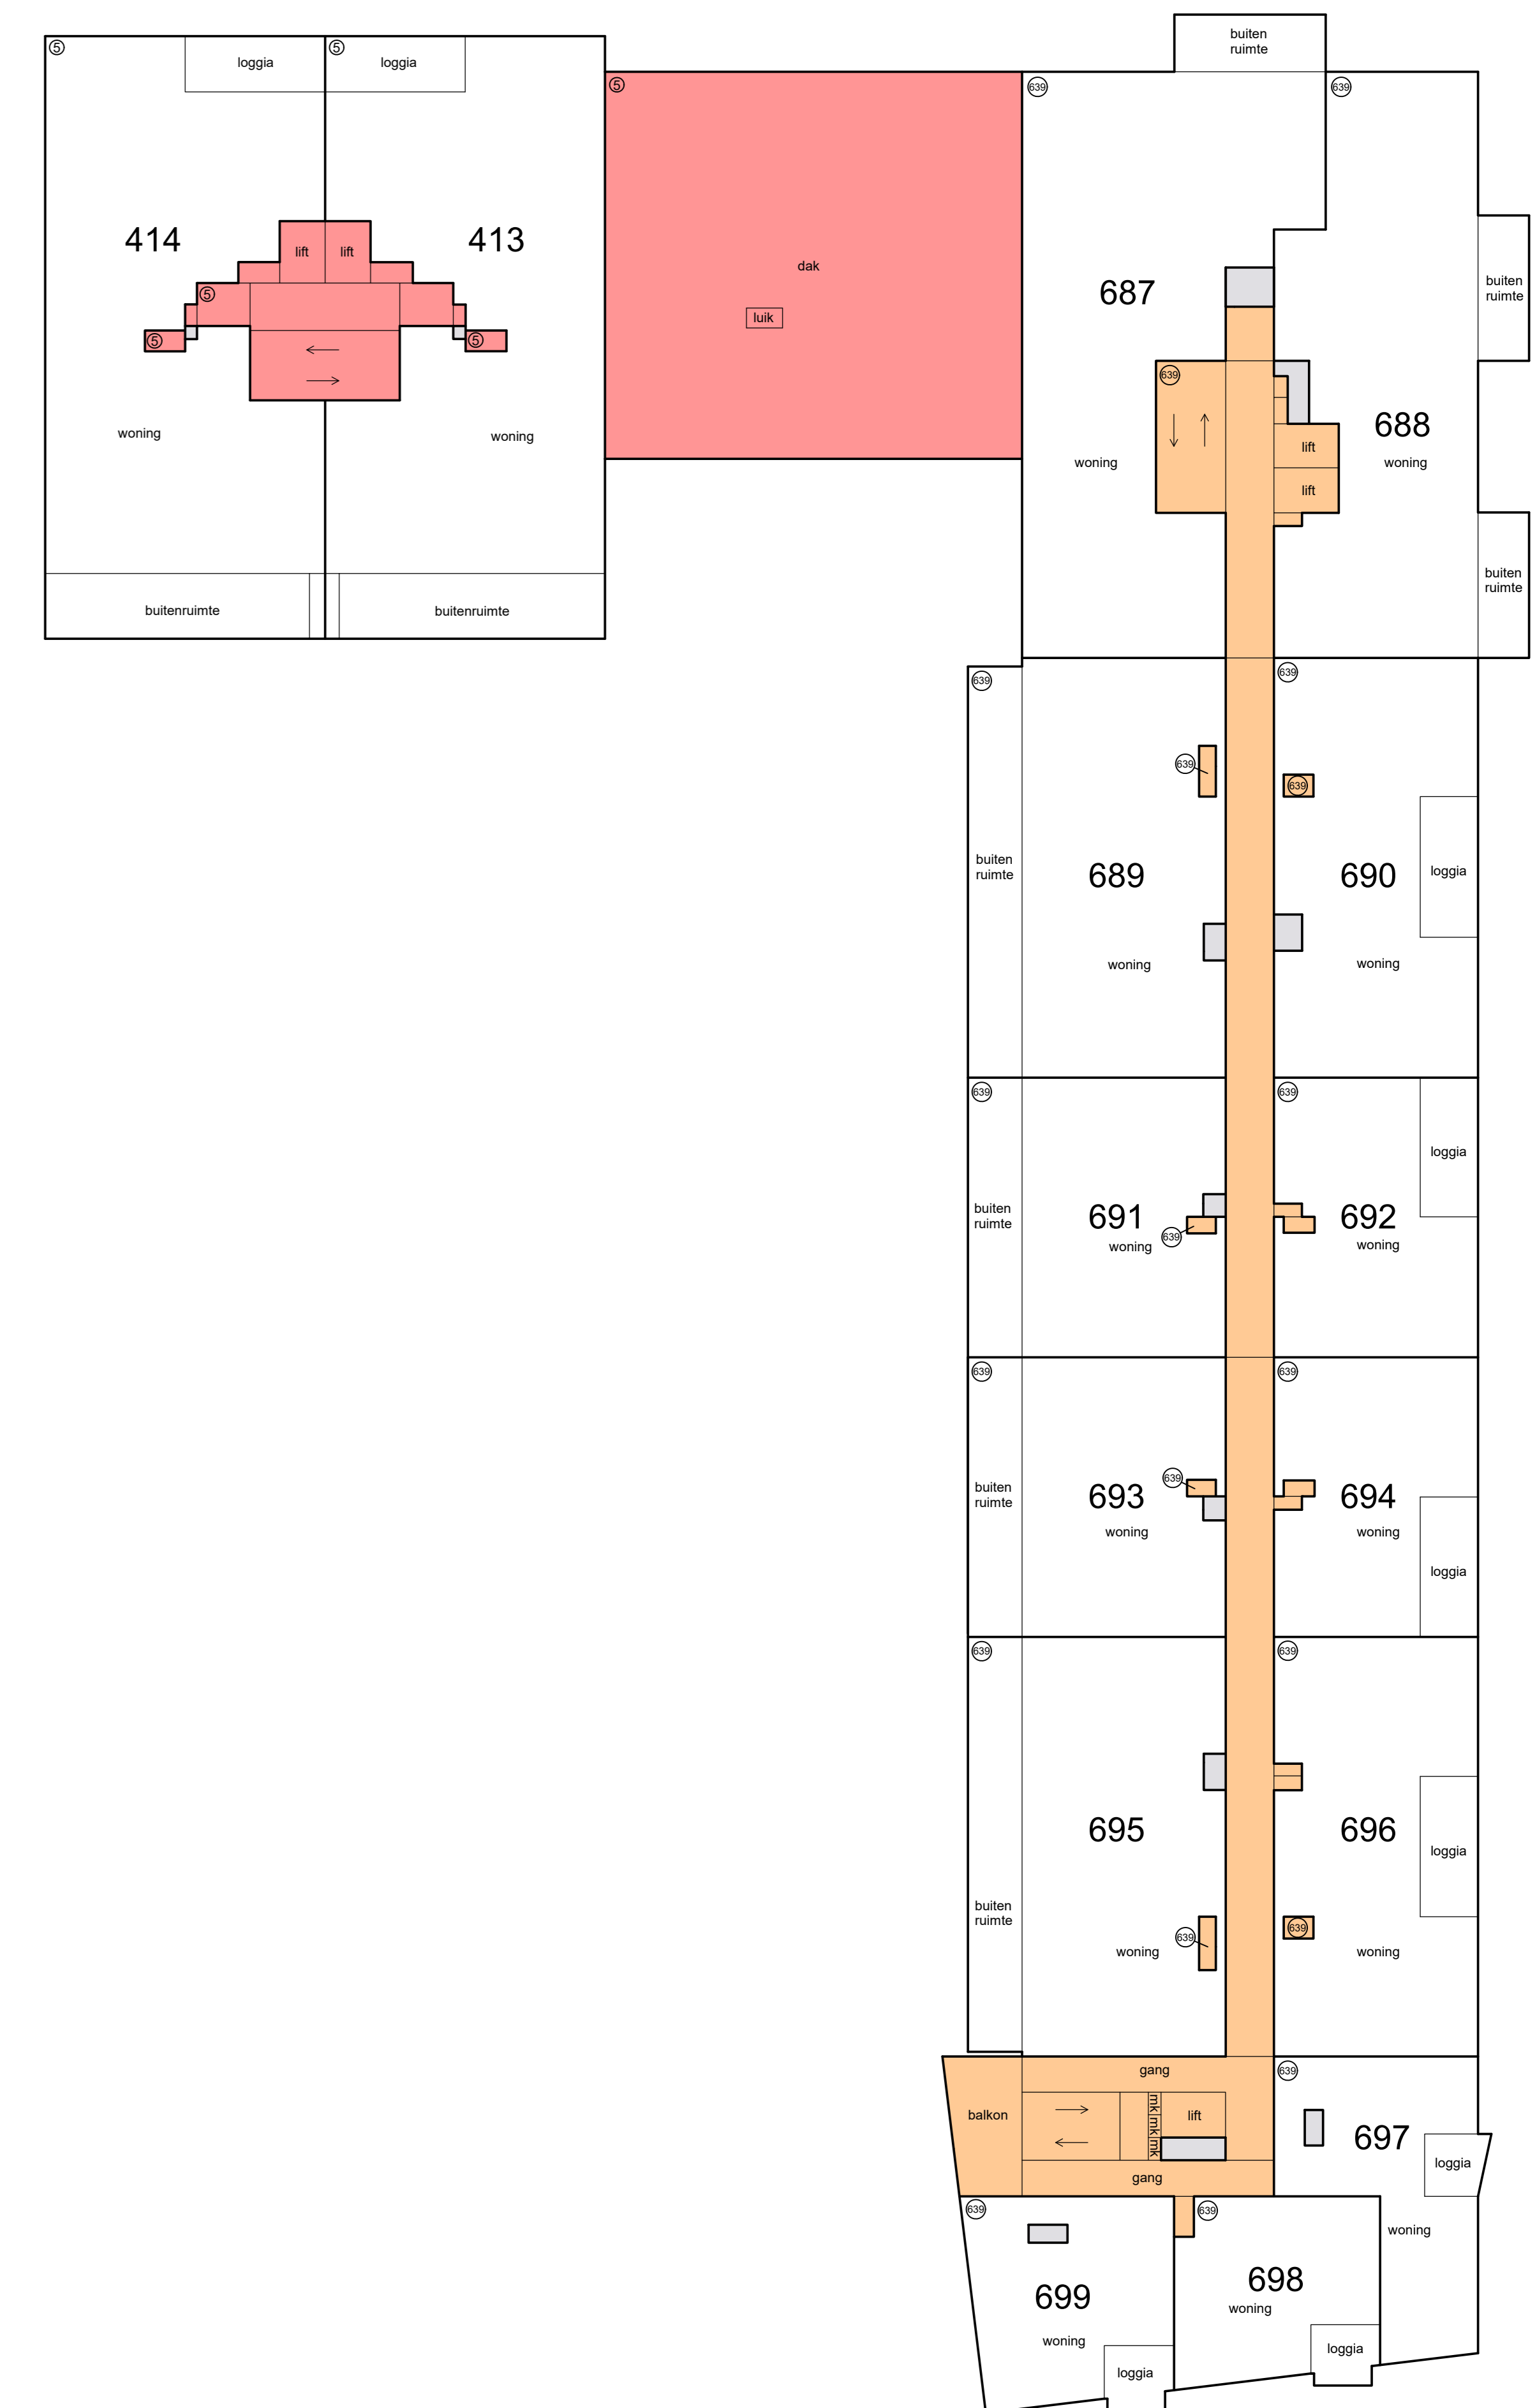 buiten
ruimte
5
loggia
5
loggia
5
639
639
414
lift
lift
413
5
5
5
dak
luik
687
buiten
ruimte
639
688
lift
woning
woning
lift
woning
woning
buiten
ruimte
buitenruimte
buitenruimte
639
639
639
639
buiten
ruimte
689
690
loggia
woning
woning
639
639
loggia
buiten
ruimte
691
692
639
woning
woning
639
639
639
buiten
ruimte
693
694
woning
woning
loggia
639
639
695
696
loggia
buiten
ruimte
639
639
woning
woning
gang
639
balkon
mk
mk
mk
lift
697
loggia
gang
639
639
woning
699
698
woning
woning
loggia
loggia